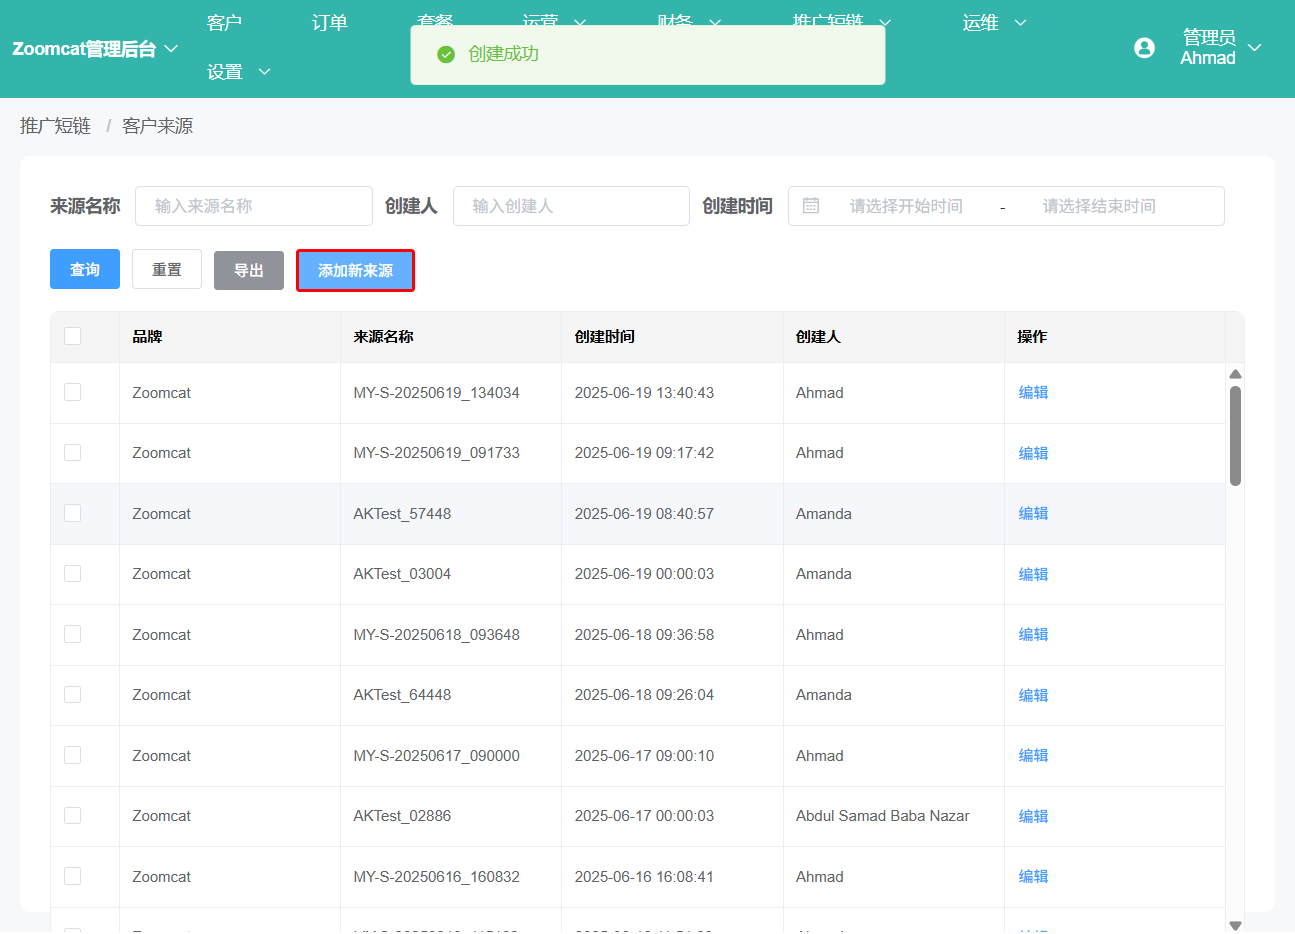 Zoomcat管理后台
客户
订单
套餐
运营
财务
推广短链
运维
设置
管理员
Ahmad
创建成功
推广短链 / 客户来源
来源名称 输入来源名称 创建人 输入创建人 创建时间 请选择开始时间 - 请选择结束时间
查询 重置 导出 添加新来源
品牌 来源名称 创建时间 创建人 操作
Zoomcat MY-S-20250619_134034 2025-06-19 13:40:43 Ahmad 编辑
Zoomcat MY-S-20250619_091733 2025-06-19 09:17:42 Ahmad 编辑
Zoomcat AKTest_57448 2025-06-19 08:40:57 Amanda 编辑
Zoomcat AKTest_03004 2025-06-19 00:00:03 Amanda 编辑
Zoomcat MY-S-20250618_093648 2025-06-18 09:36:58 Ahmad 编辑
Zoomcat AKTest_64448 2025-06-18 09:26:04 Amanda 编辑
Zoomcat MY-S-20250617_090000 2025-06-17 09:00:10 Ahmad 编辑
Zoomcat AKTest_02886 2025-06-17 00:00:03 Abdul Samad Baba Nazar 编辑
Zoomcat MY-S-20250616_160832 2025-06-16 16:08:41 Ahmad 编辑